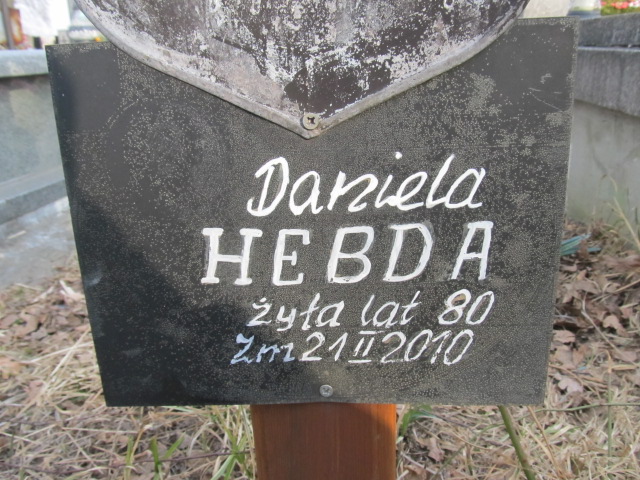 Daniela
HEBDA
żyła lat 80
Zm 21 II 2010